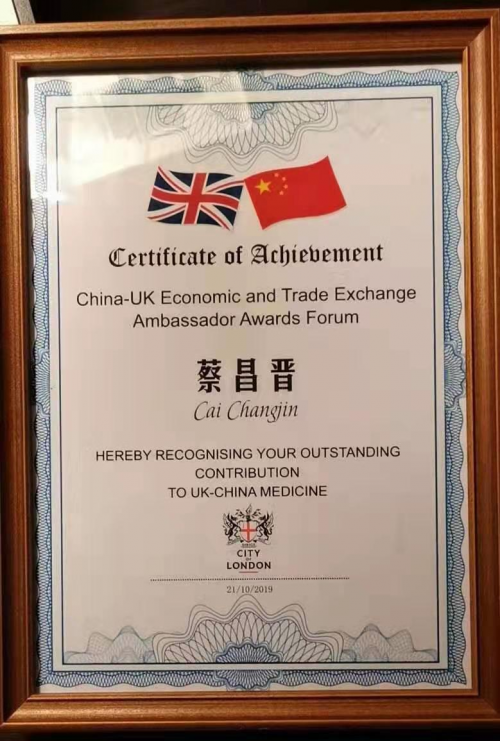 Certificate of Achievement
China-UK Economic and Trade Exchange
Ambassador Awards Forum
蔡昌晋
Cai Changjin
HEREBY RECOGNISING YOUR OUTSTANDING
CONTRIBUTION
TO UK-CHINA MEDICINE
CITY
LONDON
21/10/2019